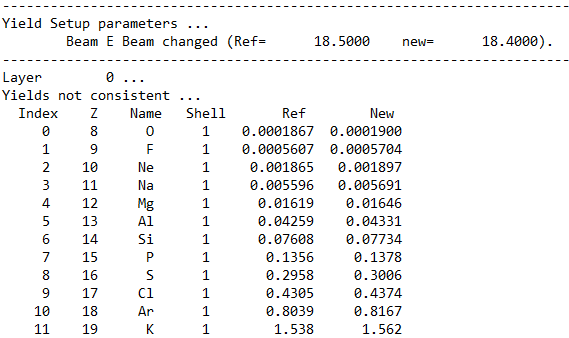 --------------------------------------------------------------------------
Yield Setup parameters ...
        Beam E Beam changed (Ref=      18.5000    new=      18.4000).
--------------------------------------------------------------------------
Layer        0 ...
Yields not consistent ...
  Index    Z    Name   Shell       Ref        New
     0     8      O      1    0.0001867  0.0001900
     1     9      F      1    0.0005607  0.0005704
     2    10     Ne      1     0.001865   0.001897
     3    11     Na      1     0.005596   0.005691
     4    12     Mg      1      0.01619    0.01646
     5    13     Al      1      0.04259    0.04331
     6    14     Si      1      0.07608    0.07734
     7    15      P      1       0.1356     0.1378
     8    16      S      1       0.2958     0.3006
     9    17     Cl      1       0.4305     0.4374
    10    18     Ar      1       0.8039     0.8167
    11    19      K      1        1.538      1.562